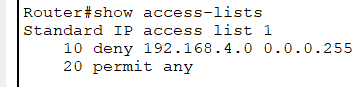 Router#show access-lists
Standard IP access list 1
    10 deny 192.168.4.0 0.0.0.255
    20 permit any